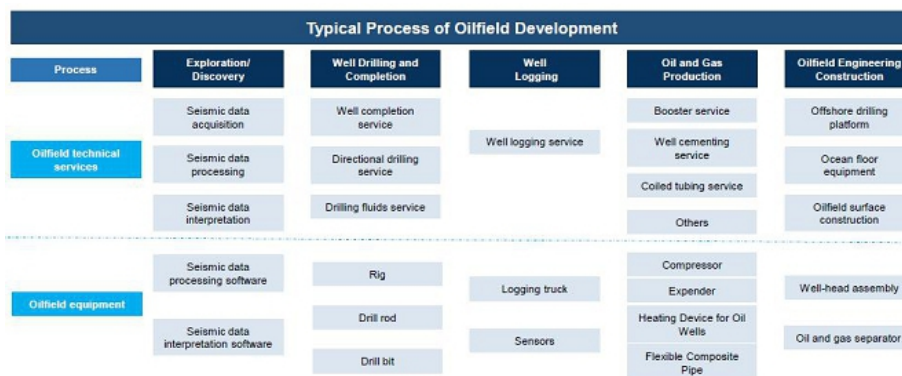 Typical Process of Oilfield Development
Process
Exploration/
Discovery
Well Drilling and
Completion
Well
Logging
Oil and Gas
Production
Oilfield Engineering
Construction
Oilfield technical
services
Seismic data
acquisition
Seismic data
processing
Seismic data
interpretation
Well completion
service
Directional drilling
service
Drilling fluids service
Well logging service
Booster service
Well cementing
service
Coiled tubing service
Others
Offshore drilling
platform
Ocean floor
equipment
Oilfield surface
construction
Oilfield equipment
Seismic data
processing software
Seismic data
interpretation software
Rig
Drill rod
Drill bit
Logging truck
Sensors
Compressor
Expender
Heating Device for Oil
Wells
Flexible Composite
Pipe
Well-head assembly
Oil and gas separator